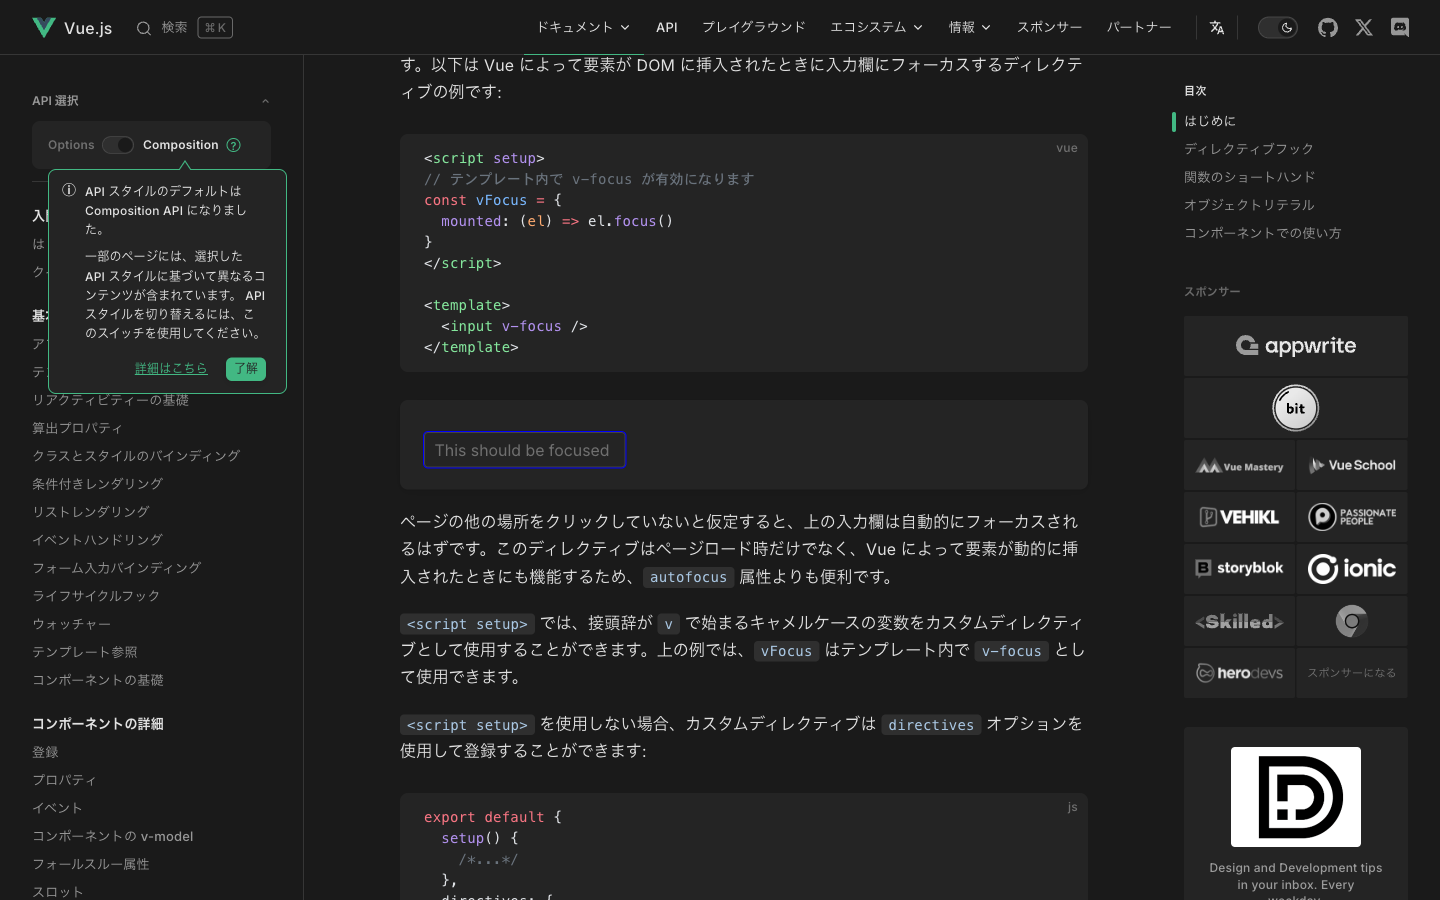 Vue.js
検索
⌘ K
ドキュメント
API
プレイグラウンド
エコシステム
情報
スポンサー
パートナー
API 選択
Options
Composition
?
API スタイルのデフォルトは
Composition API になりまし
た。
一部のページには、選択した
API スタイルに基づいて異なるコ
ンテンツが含まれています。 API
スタイルを切り替えるには、こ
のスイッチを使用してください。
詳細はこちら
了解
リアクティビティーの基礎
算出プロパティ
クラスとスタイルのバインディング
条件付きレンダリング
リストレンダリング
イベントハンドリング
フォーム入力バインディング
ライフサイクルフック
ウォッチャー
テンプレート参照
コンポーネントの基礎
コンポーネントの詳細
登録
プロパティ
イベント
コンポーネントの v-model
フォールスルー属性
スロット
す。以下は Vue によって要素が DOM に挿入されたときに入力欄にフォーカスするディレクテ
ィブの例です:
vue
<script setup>
// テンプレート内で v-focus が有効になります
const vFocus = {
  mounted: (el) => el.focus()
}
</script>
<template>
  <input v-focus />
</template>
This should be focused
ページの他の場所をクリックしていないと仮定すると、上の入力欄は自動的にフォーカスされ
るはずです。このディレクティブはページロード時だけでなく、Vue によって要素が動的に挿
入されたときにも機能するため、 autofocus 属性よりも便利です。
<script setup> では、接頭辞が v で始まるキャメルケースの変数をカスタムディレクティ
ブとして使用することができます。上の例では、 vFocus はテンプレート内で v-focus とし
て使用できます。
<script setup> を使用しない場合、カスタムディレクティブは directives オプションを
使用して登録することができます:
js
export default {
  setup() {
    /*...*/
  },
  directives: {
目次
はじめに
ディレクティブフック
関数のショートハンド
オブジェクトリテラル
コンポーネントでの使い方
スポンサー
appwrite
bit
Vue Mastery
Vue School
VEHIKL
PASSIONATE
PEOPLE
storyblok
ionic
<Skilled>
herodevs
スポンサーになる
Design and Development tips
in your inbox. Every
weekday.